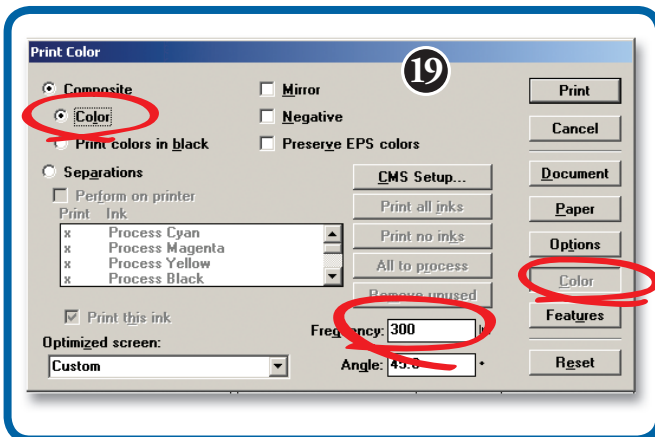 Print Color
19
Composite
Color
Print colors in black
Mirror
Negative
Preserve EPS colors
Separations
Perform on printer
Print Ink
x Process Cyan
x Process Magenta
x Process Yellow
x Process Black
Print this ink
Optimized screen:
Custom
CMS Setup...
Print all inks
Print no inks
All to process
Remove unused
Frequency: 300
Angle: 45.0 °
Print
Cancel
Document
Paper
Options
Color
Features
Reset